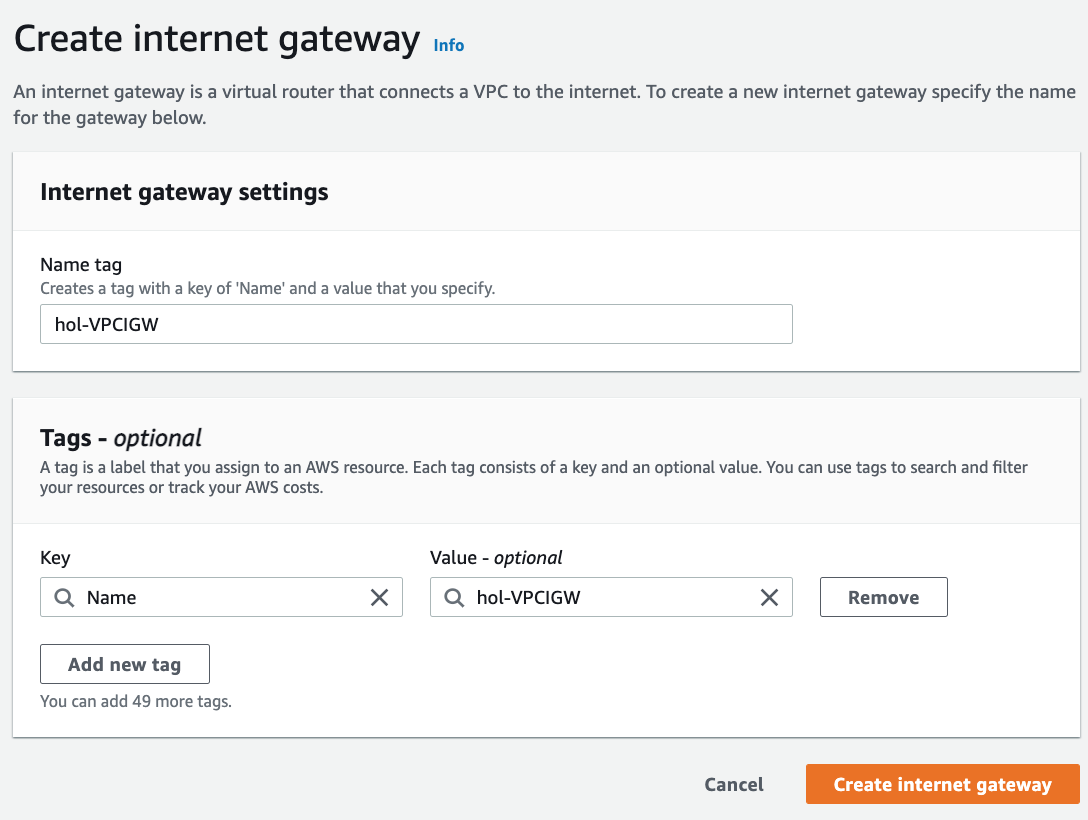 Create internet gateway Info
An internet gateway is a virtual router that connects a VPC to the internet. To create a new internet gateway specify the name
for the gateway below.
Internet gateway settings
Name tag
Creates a tag with a key of 'Name' and a value that you specify.
hol-VPCIGW
Tags - optional
A tag is a label that you assign to an AWS resource. Each tag consists of a key and an optional value. You can use tags to search and filter
your resources or track your AWS costs.
Key Value - optional
Name hol-VPCIGW Remove
Add new tag
You can add 49 more tags.
Cancel Create internet gateway